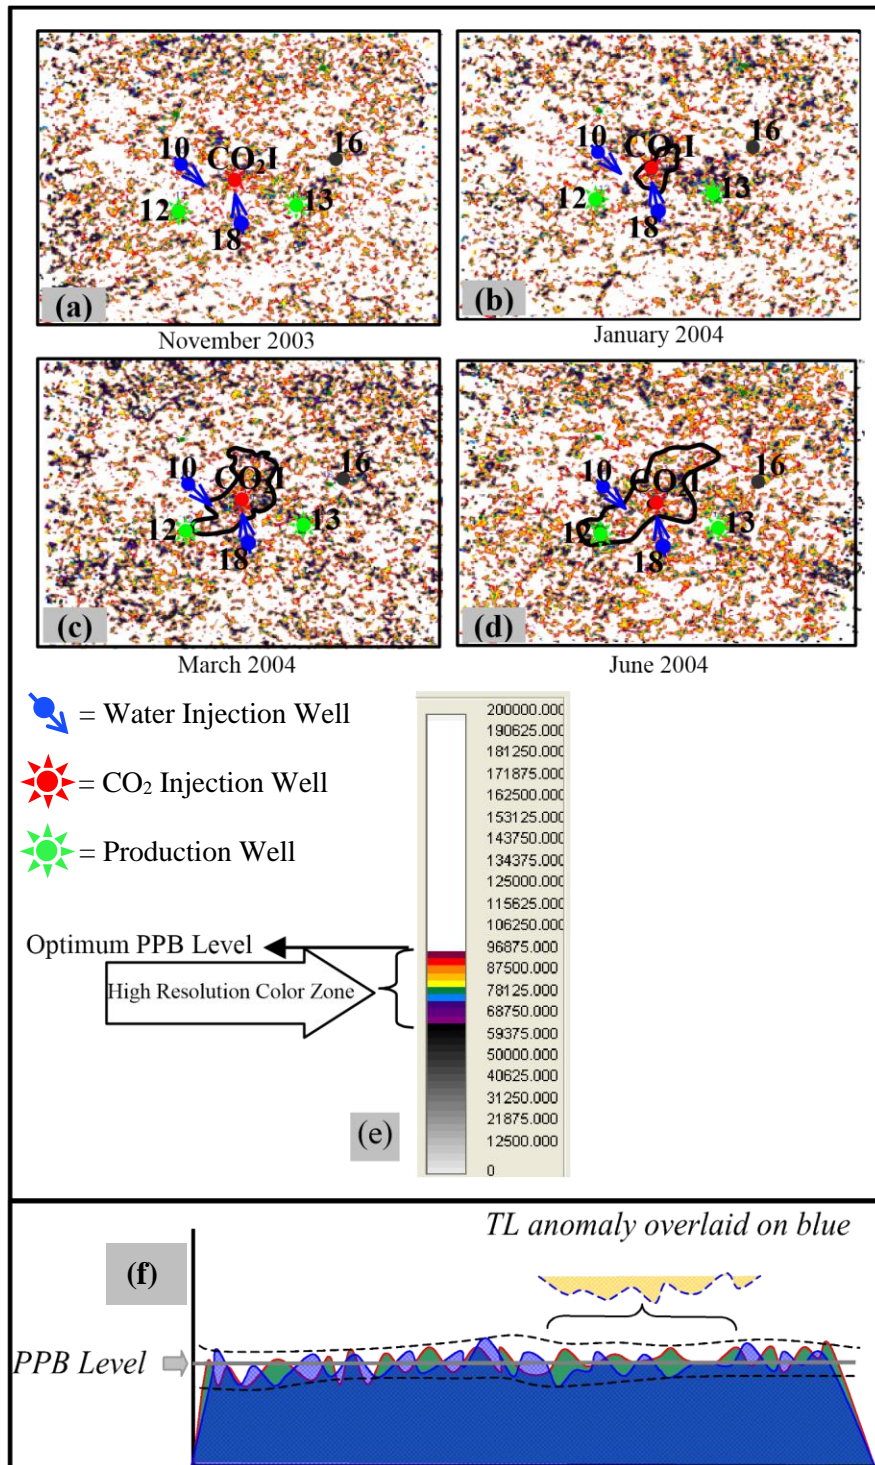 10
CO₂I
16
12
13
18
(a)
November 2003
10
CO₂I
16
12
13
18
(b)
January 2004
10
CO₂I
16
12
13
18
(c)
March 2004
10
CO₂I
16
12
13
18
(d)
June 2004
= Water Injection Well
= CO₂ Injection Well
= Production Well
200000.000
190625.000
181250.000
171875.000
162500.000
153125.000
143750.000
134375.000
125000.000
115625.000
106250.000
96875.000
87500.000
78125.000
68750.000
59375.000
50000.000
40625.000
31250.000
21875.000
12500.000
0
Optimum PPB Level
High Resolution Color Zone
(e)
TL anomaly overlaid on blue
(f)
PPB Level